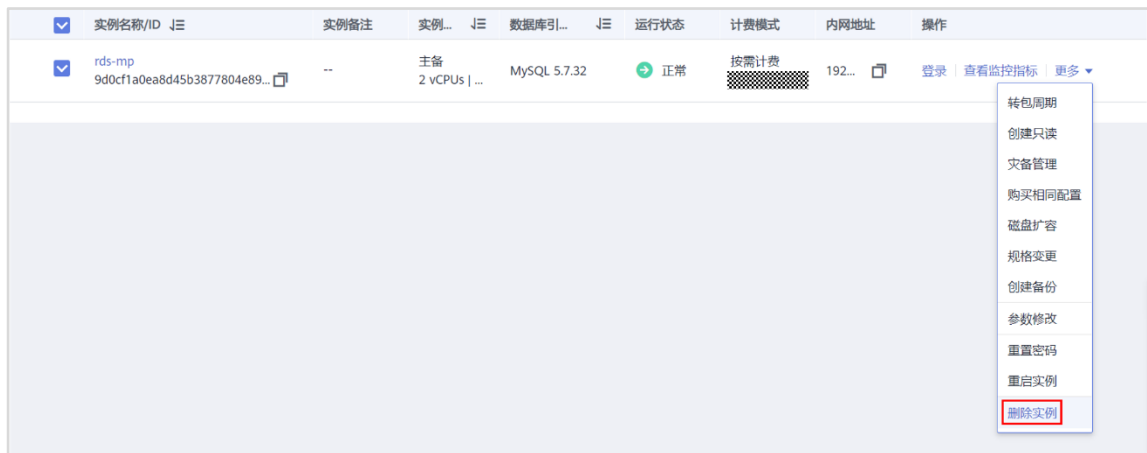 实例名称/ID 实例备注 实例... 数据库引... 运行状态 计费模式 内网地址 操作
rds-mp
9d0cf1a0ea8d45b3877804e89...
--
主备
2 vCPUs | ...
MySQL 5.7.32
正常
按需计费
192...
登录 查看监控指标 更多
转包周期
创建只读
灾备管理
购买相同配置
磁盘扩容
规格变更
创建备份
参数修改
重置密码
重启实例
删除实例